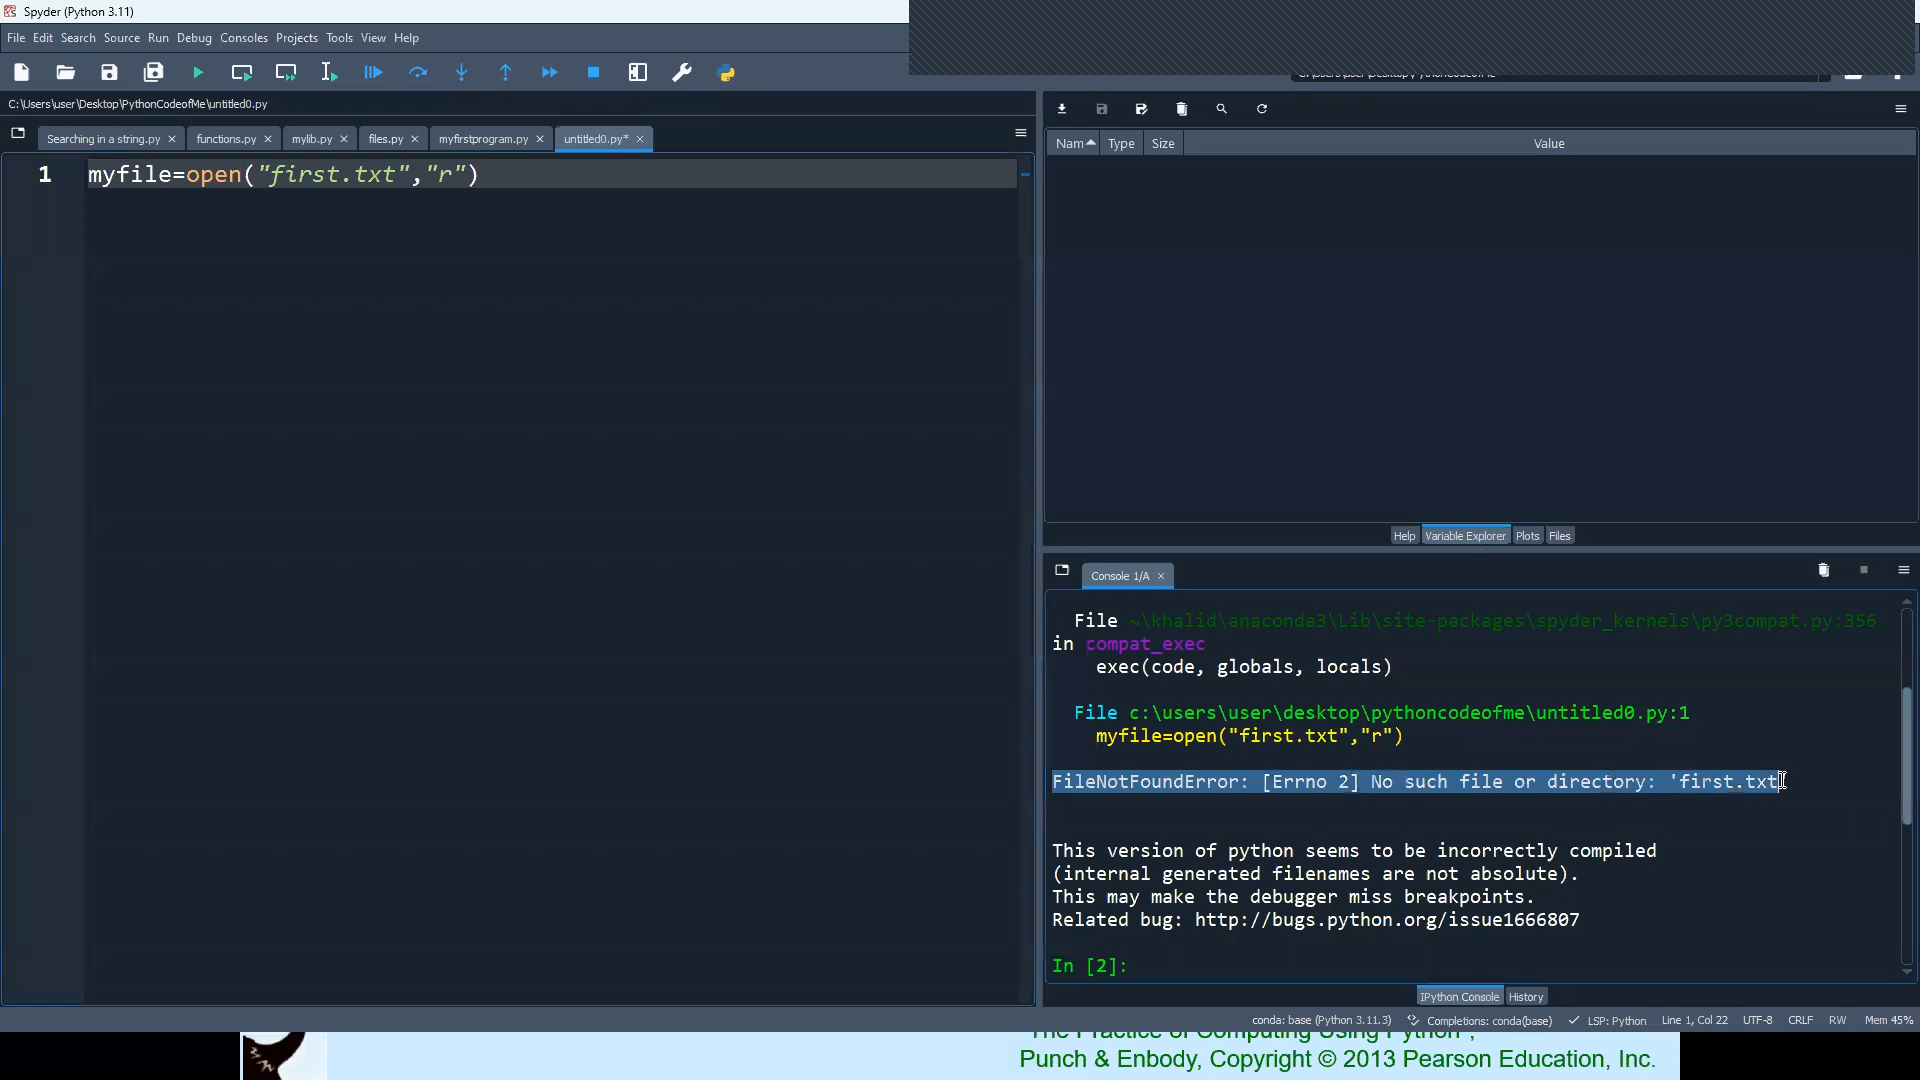 Spyder (Python 3.11)
File Edit Search Source Run Debug Consoles Projects Tools View Help
C:\Users\user\Desktop\PythonCodeofMe\untitled0.py
Searching in a string.py functions.py mylib.py files.py myfirstprogram.py untitled0.py*
1 myfile=open("first.txt","r")
Nam Type Size Value
Help Variable Explorer Plots Files
Console 1/A
File ~\khalid\anaconda3\Lib\site-packages\spyder_kernels\py3compat.py:356
in compat_exec
exec(code, globals, locals)
File c:\users\user\desktop\pythoncodeofme\untitled0.py:1
myfile=open("first.txt","r")
FileNotFoundError: [Errno 2] No such file or directory: 'first.txt
This version of python seems to be incorrectly compiled
(internal generated filenames are not absolute).
This may make the debugger miss breakpoints.
Related bug: http://bugs.python.org/issue1666807
In [2]:
IPython Console History
conda: base (Python 3.11.3) Completions: conda(base) LSP: Python Line 1, Col 22 UTF-8 CRLF RW Mem 45%
"The Practice of Computing Using Python",
Punch & Enbody, Copyright © 2013 Pearson Education, Inc.